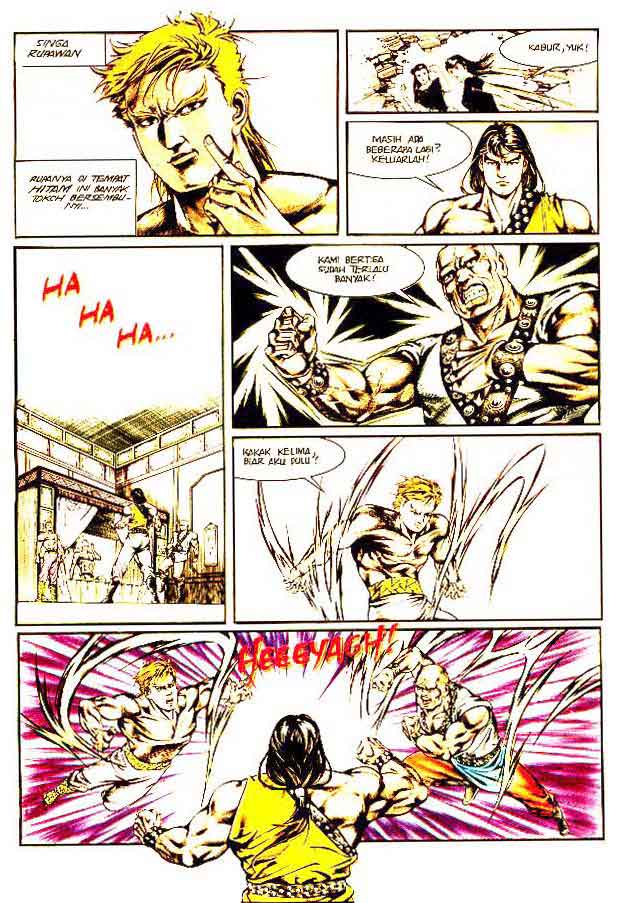 SINGA
RUPAWAN
RUPANYA DI TEMPAT
HITAM INI BANYAK
TOKOH BERSEMBU-
NYI...
KABUR, YUK!
MASIH ADA
BEBERAPA LAGI?
KELUARLAH!
HA
HA
HA...
KAMI BERTIGA
SUDAH TERLALU
BANYAK!
KAKAK KELIMA,
BIAR AKU DULU!
HEEEYAGH!